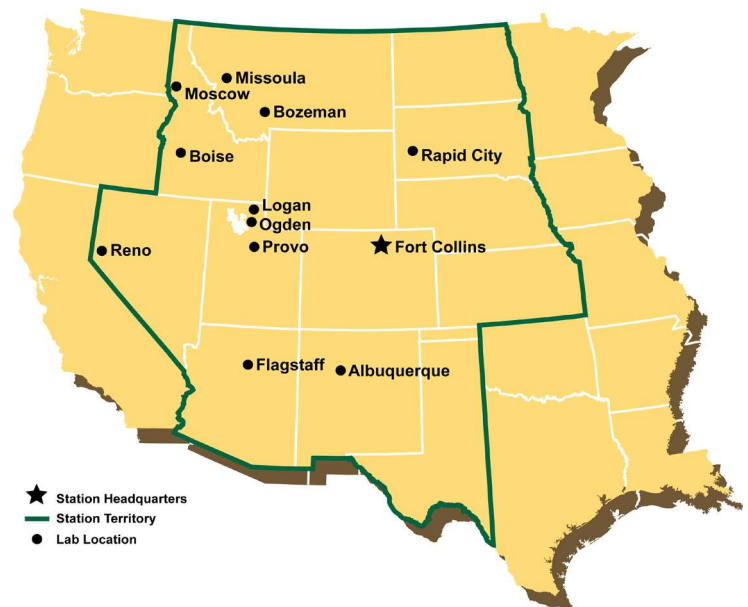 Missoula
Moscow
Bozeman
Boise
Rapid City
Logan
Ogden
Reno
Provo
Fort Collins
Flagstaff
Albuquerque
Station Headquarters
Station Territory
Lab Location